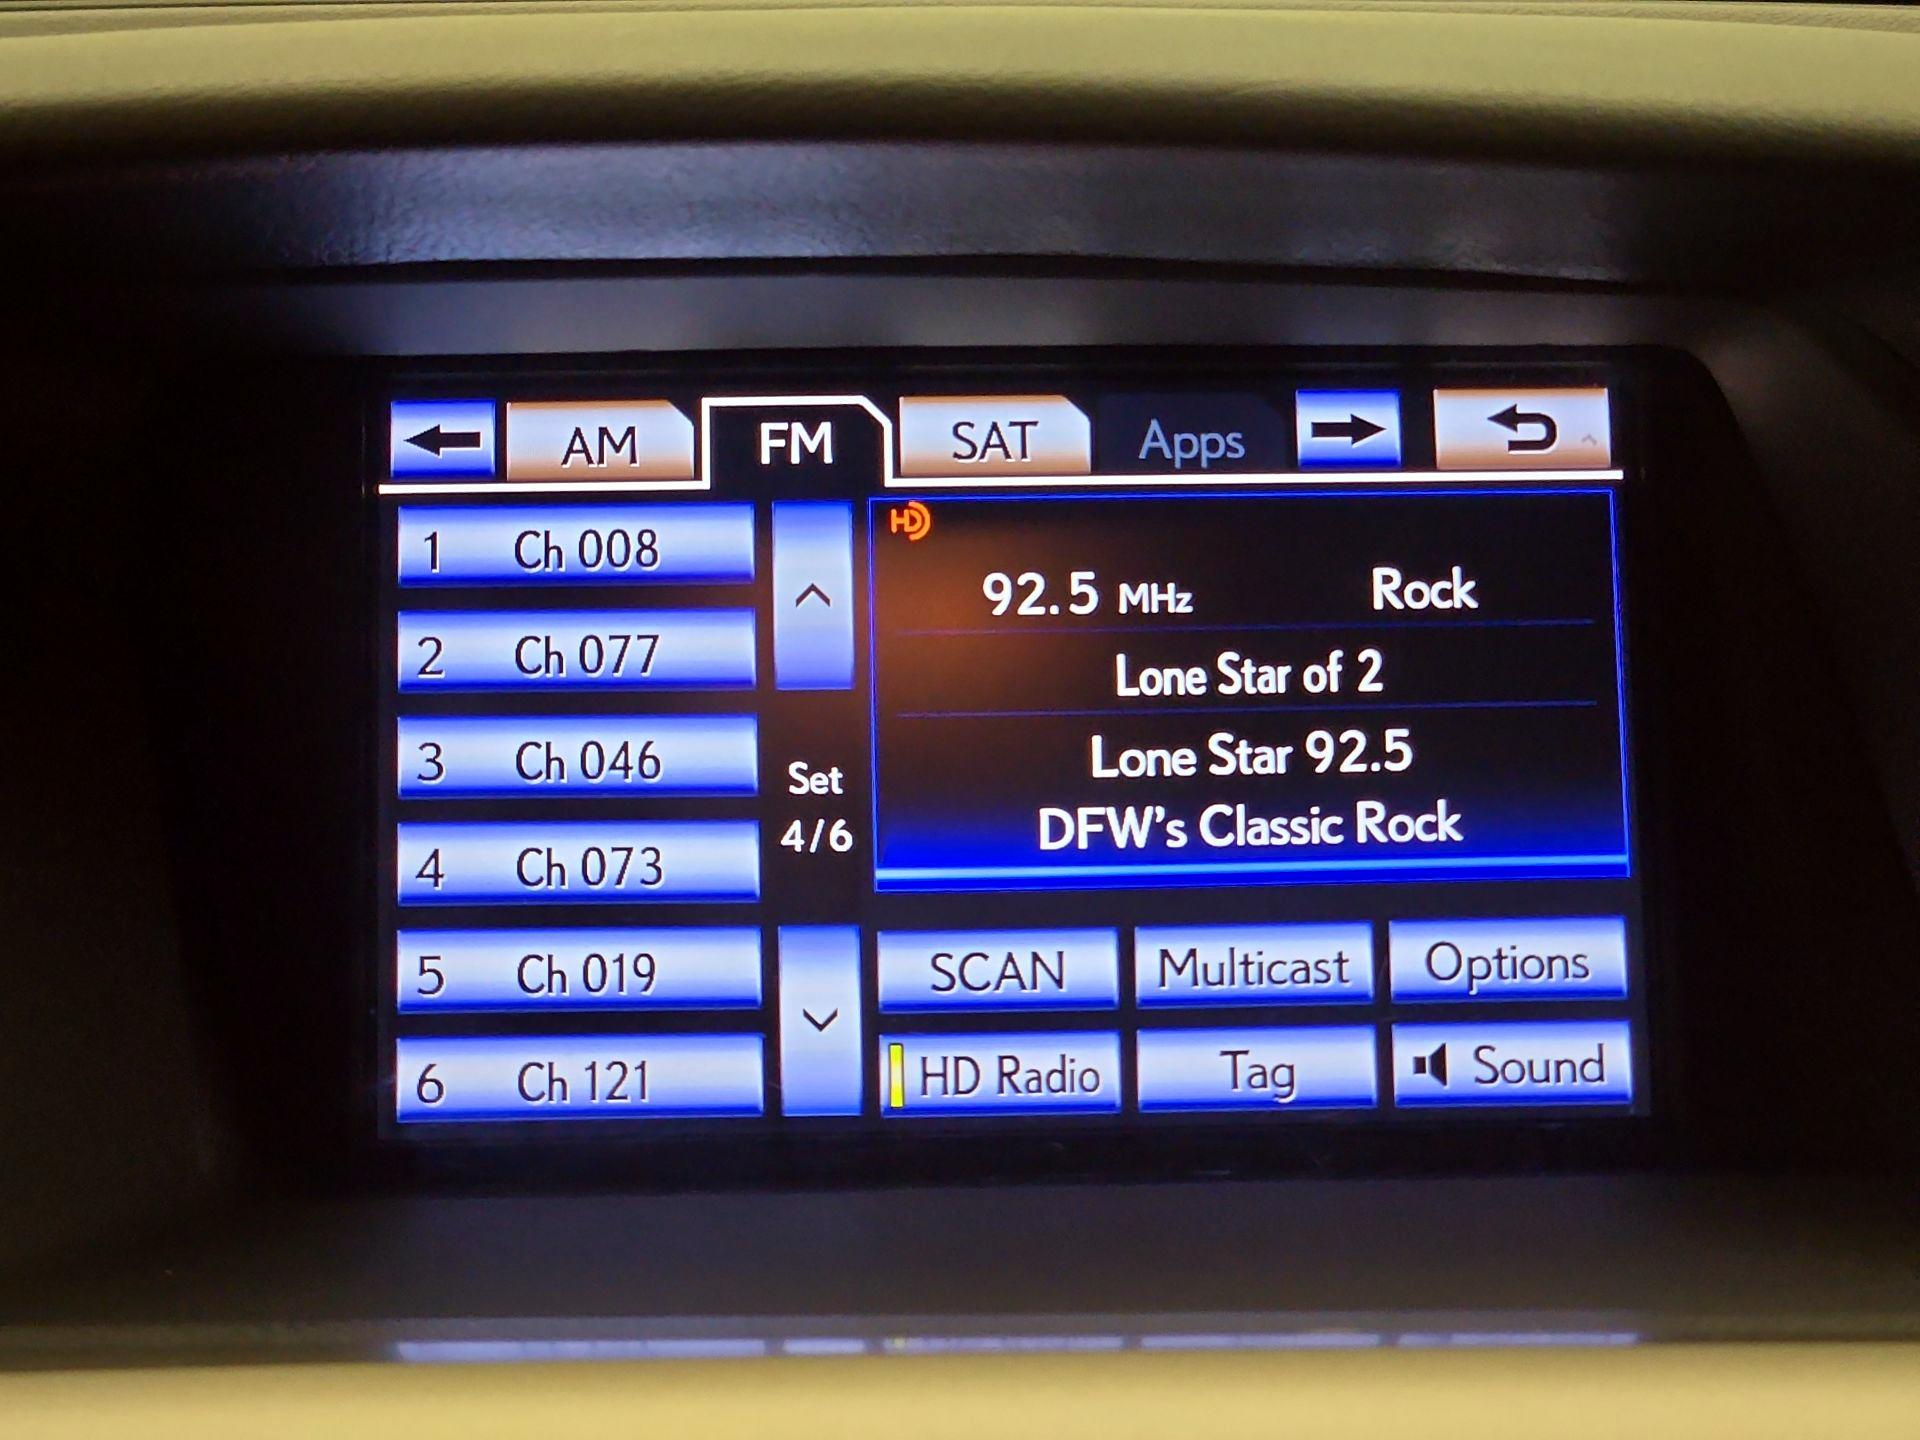 AM FM SAT Apps
HD
1 Ch 008
2 Ch 077
3 Ch 046
4 Ch 073
5 Ch 019
6 Ch 121
Set
4/6
92.5 MHz Rock
Lone Star of 2
Lone Star 92.5
DFW's Classic Rock
SCAN Multicast Options
HD Radio Tag Sound